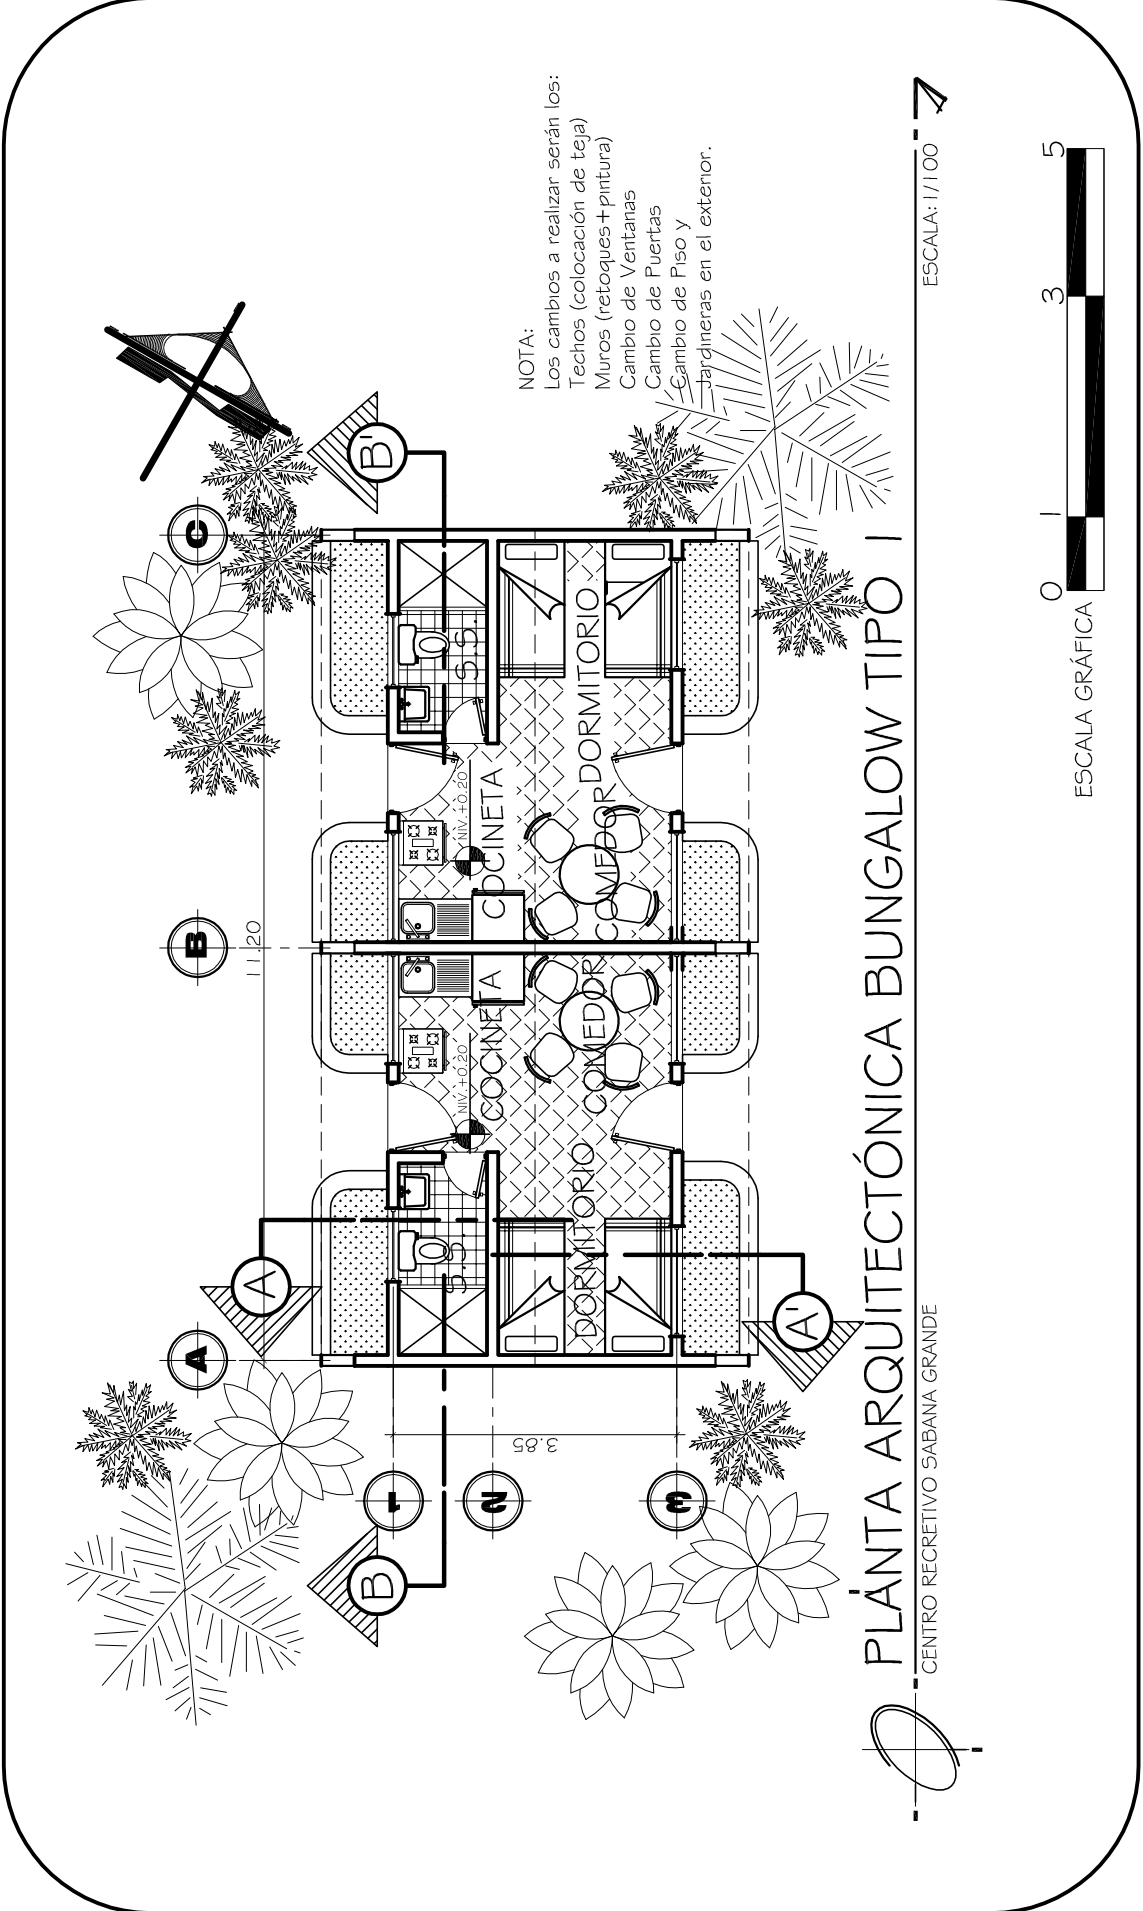 NOTA:
Los cambios a realizar serán los:
Techos (colocación de teja)
Muros (retoques+pintura)
Cambio de Ventanas
Cambio de Puertas
Cambio de Piso y
Jardineras en el exterior.
A
B
C
11.20
A
B
B'
1
2
3
3.85
S.S.
NIV.+0.20
COCINETA
DORMITORIO
COMEDOR
NIV.+0.20
COCINETA
COMEDOR
DORMITORIO
S.S.
A'
PLANTA ARQUITECTÓNICA BUNGALOW TIPO I
CENTRO RECRETIVO SABANA GRANDE
ESCALA: 1/100
0 1 3 5
ESCALA GRÁFICA